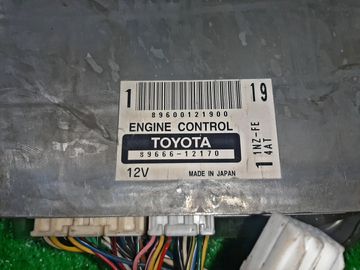 1 19
89600121900
ENGINE CONTROL
TOYOTA
89666-12170
12V MADE IN JAPAN
1NZ-FE
1 4AT